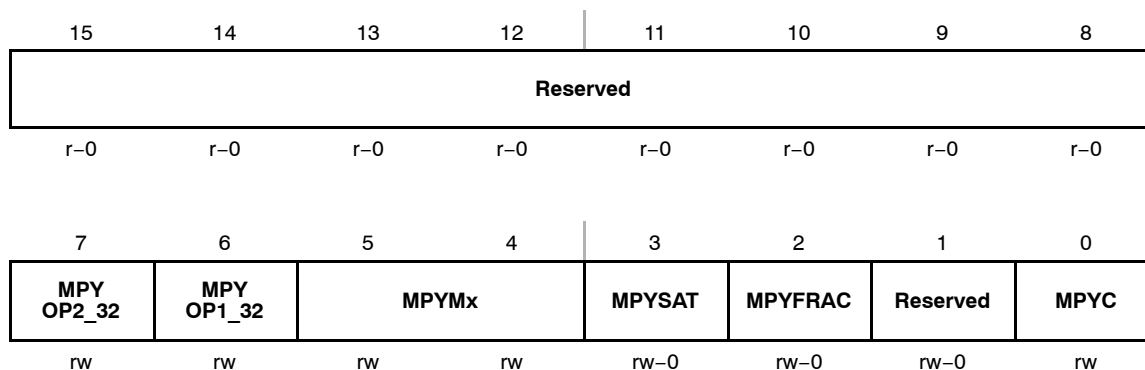 15 14 13 12 11 10 9 8
Reserved
r−0 r−0 r−0 r−0 r−0 r−0 r−0 r−0
7 6 5 4 3 2 1 0
MPY MPY
OP2_32 OP1_32 MPYMx MPYSAT MPYFRAC Reserved MPYC
rw rw rw rw rw−0 rw−0 rw−0 rw